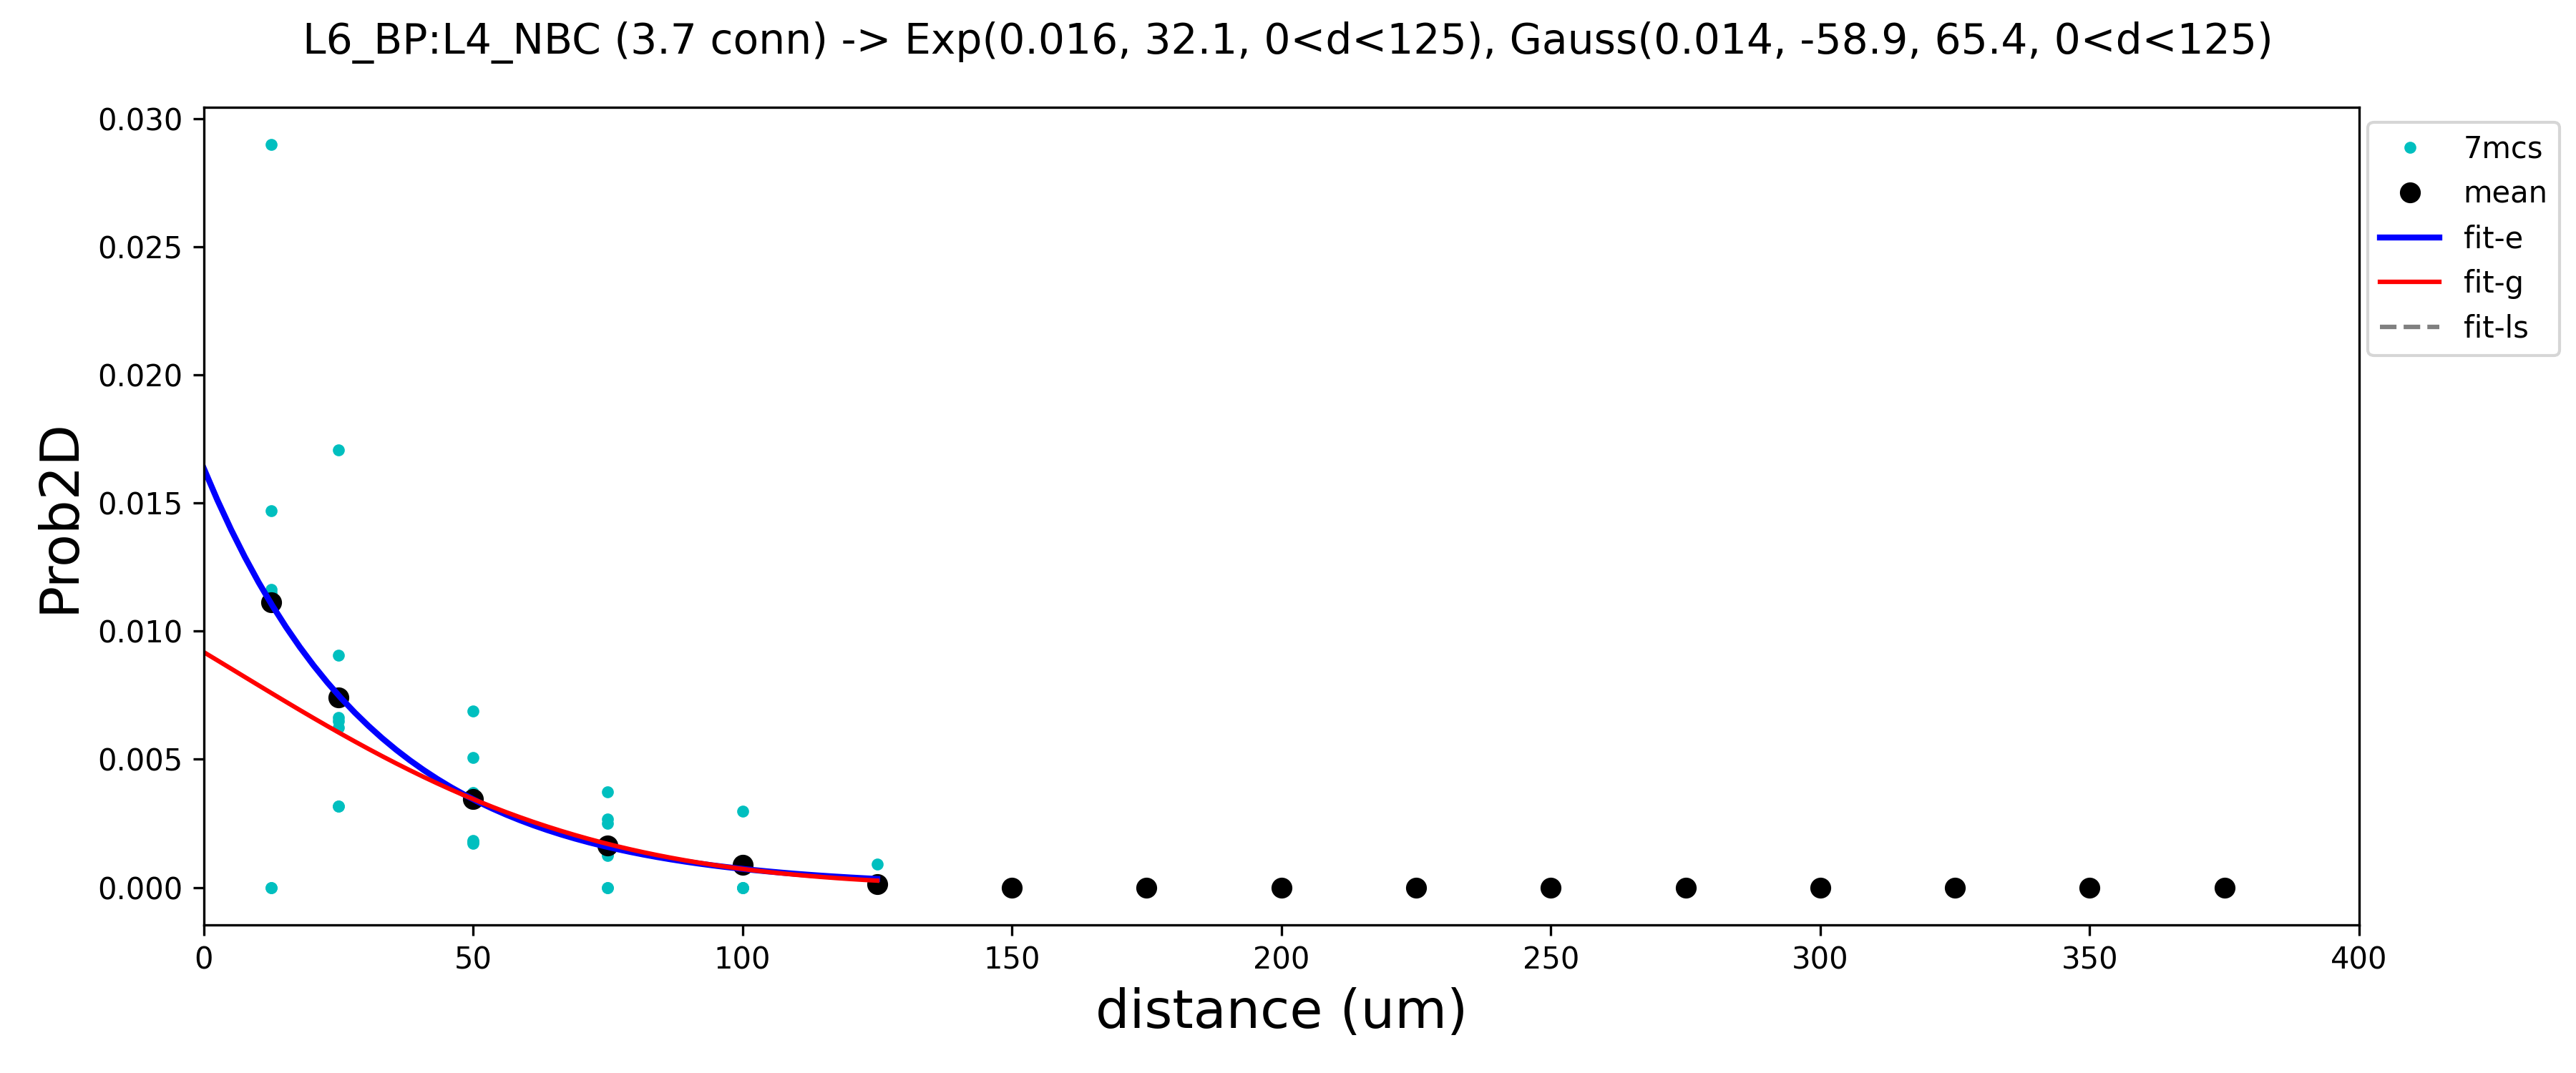 L6_BP:L4_NBC (3.7 conn) -> Exp(0.016, 32.1, 0<d<125), Gauss(0.014, -58.9, 65.4, 0<d<125)
0.030
0.025
0.020
0.015
0.010
0.005
0.000
Prob2D
0 50 100 150 200 250 300 350 400
distance (um)
7mcs
mean
fit-e
fit-g
fit-ls